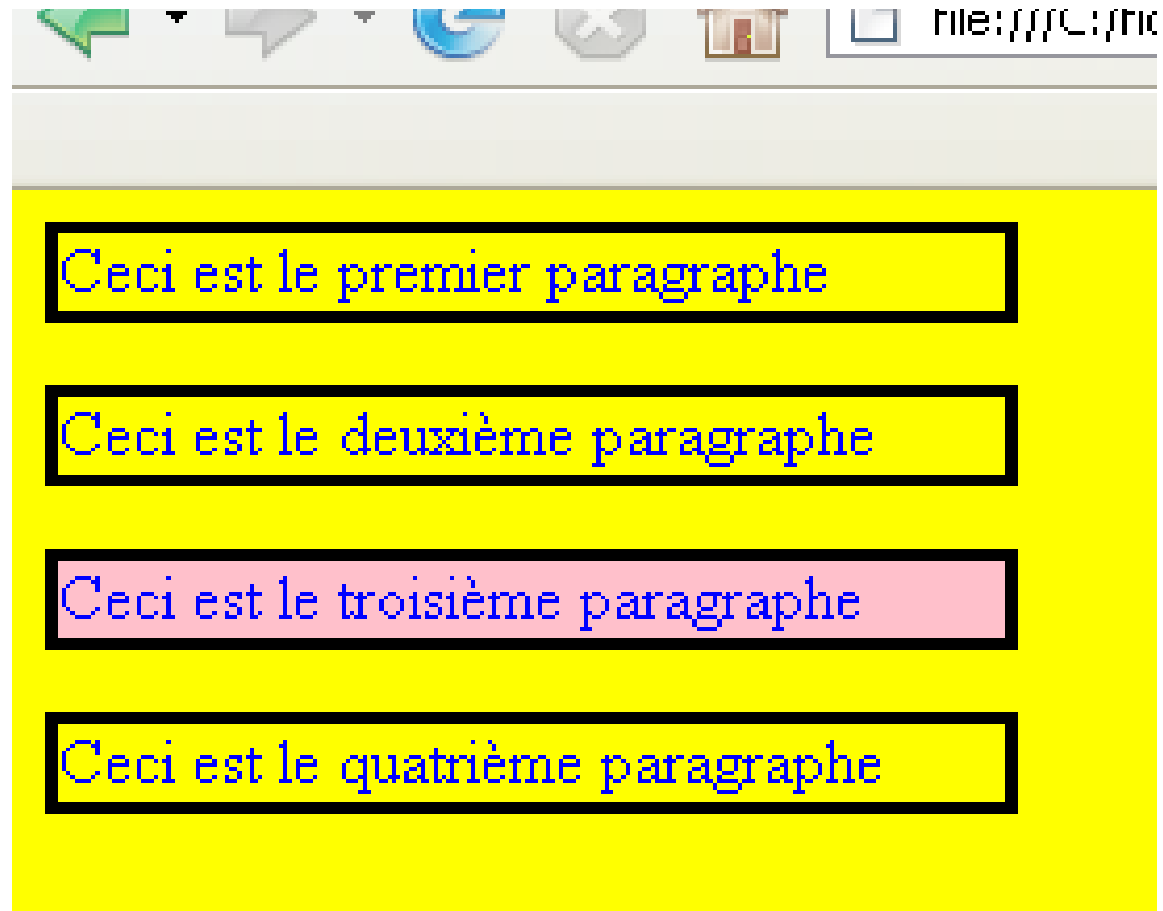 file:///C:/
Ceci est le premier paragraphe
Ceci est le deuxième paragraphe
Ceci est le troisième paragraphe
Ceci est le quatrième paragraphe